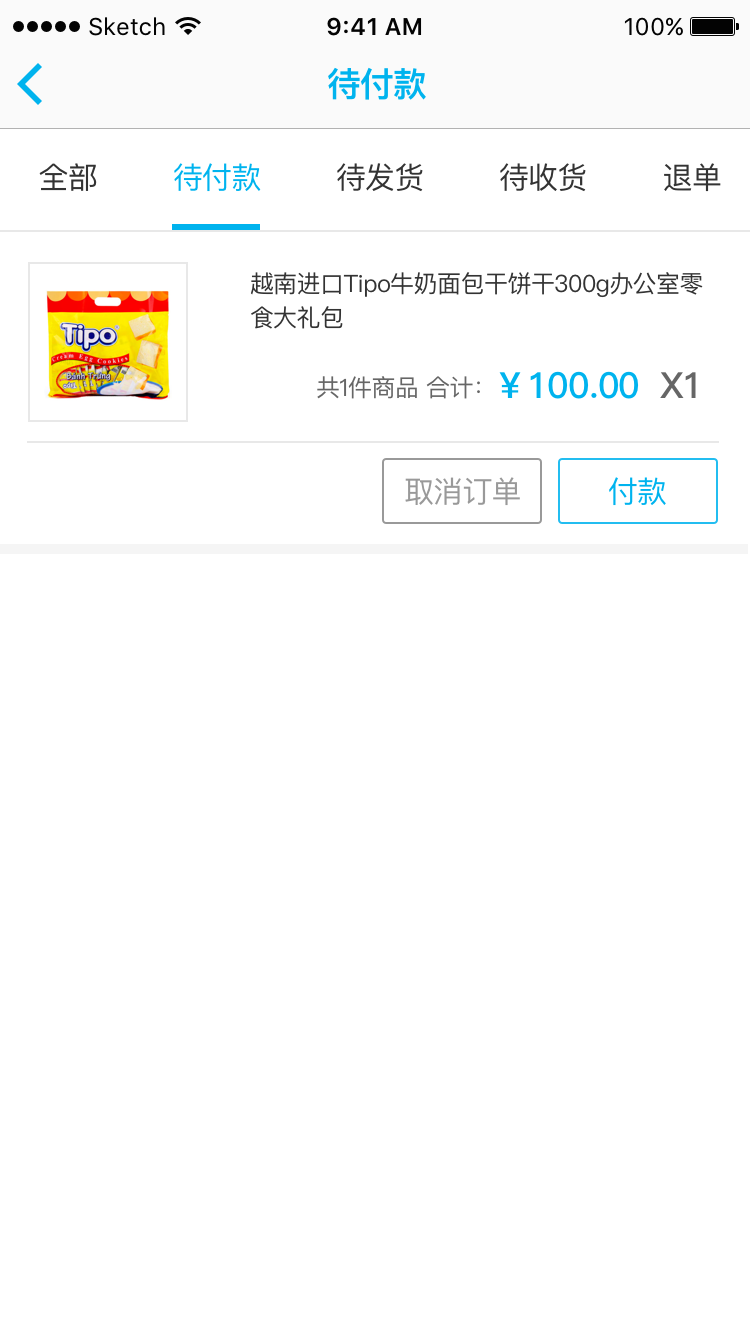 Sketch 9:41 AM 100%
待付款
全部 待付款 待发货 待收货 退单
越南进口Tipo牛奶面包干饼干300g办公室零
食大礼包
Tipo
Cream Egg Cookies
共1件商品 合计: ¥ 100.00 X1
取消订单 付款